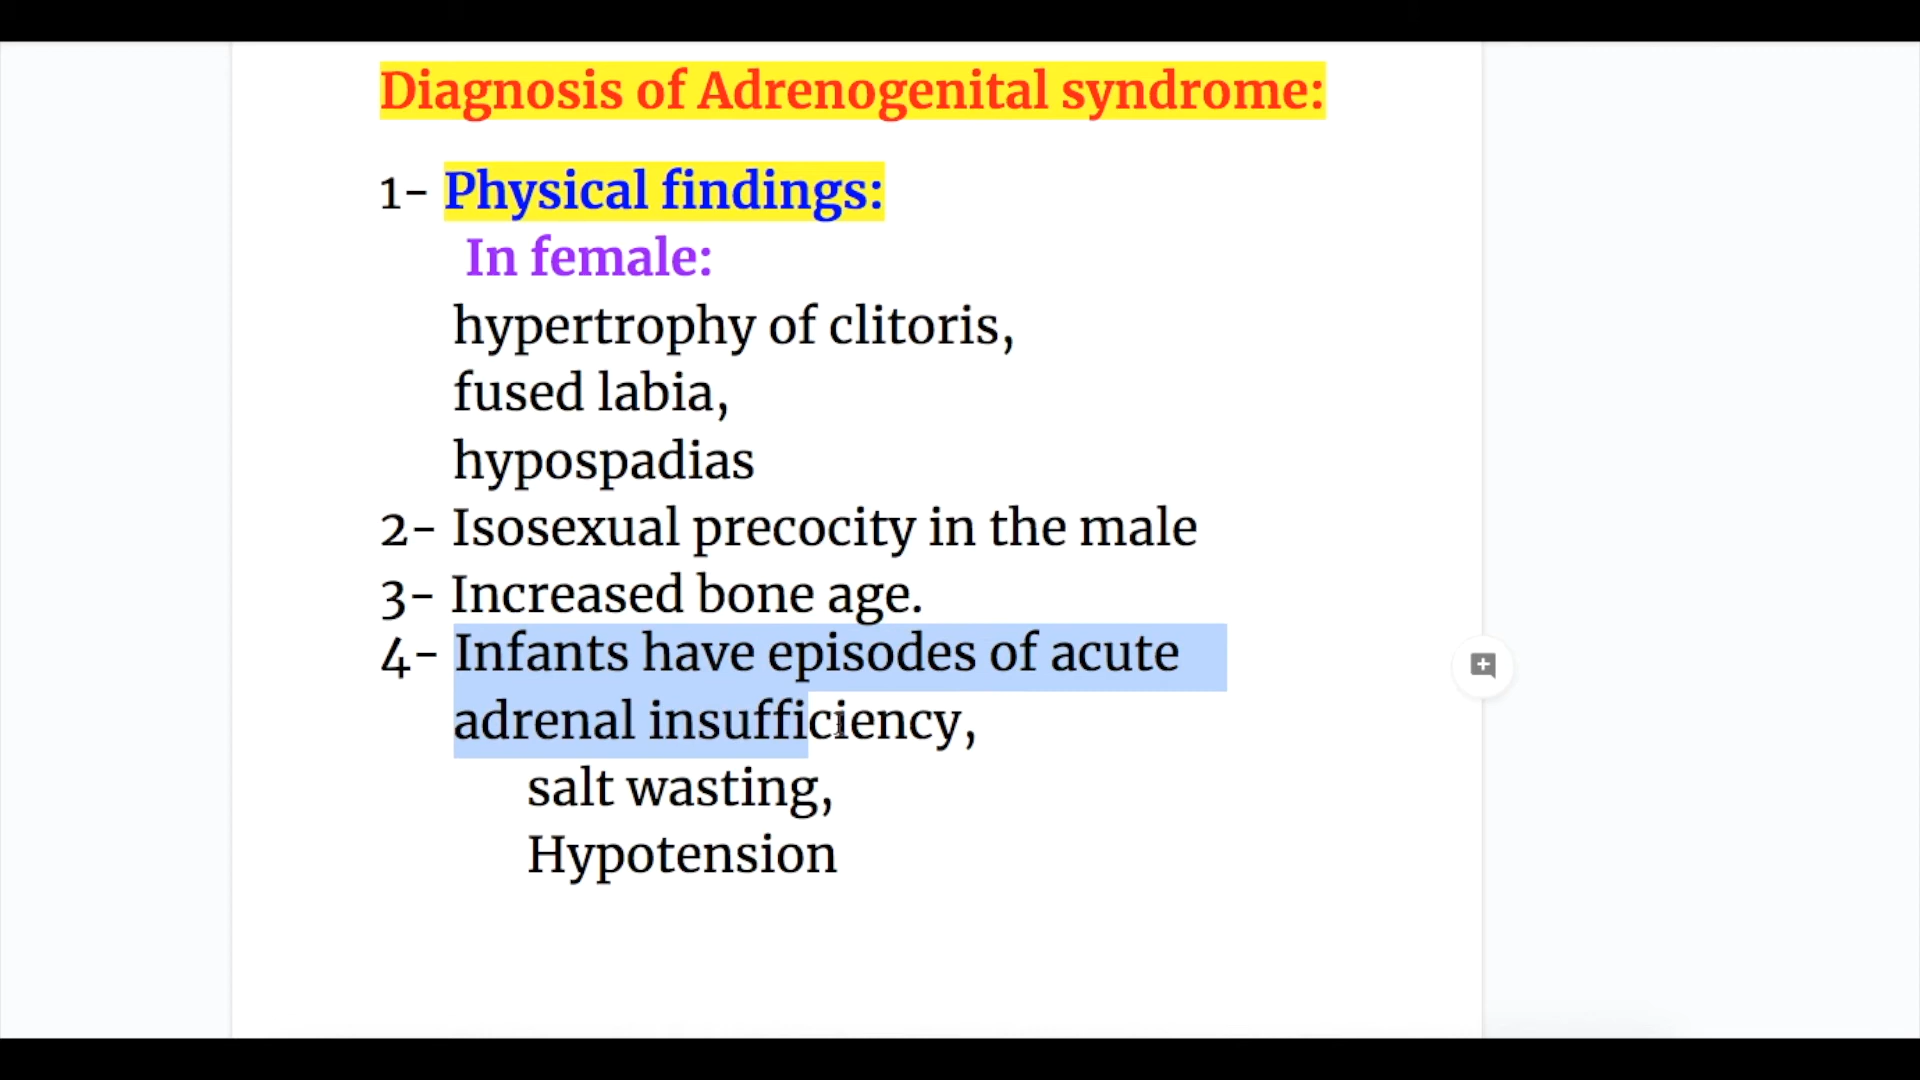 Diagnosis of Adrenogenital syndrome:
1- Physical findings:
In female:
hypertrophy of clitoris,
fused labia,
hypospadias
2- Isosexual precocity in the male
3- Increased bone age.
4- Infants have episodes of acute
adrenal insufficiency,
salt wasting,
Hypotension